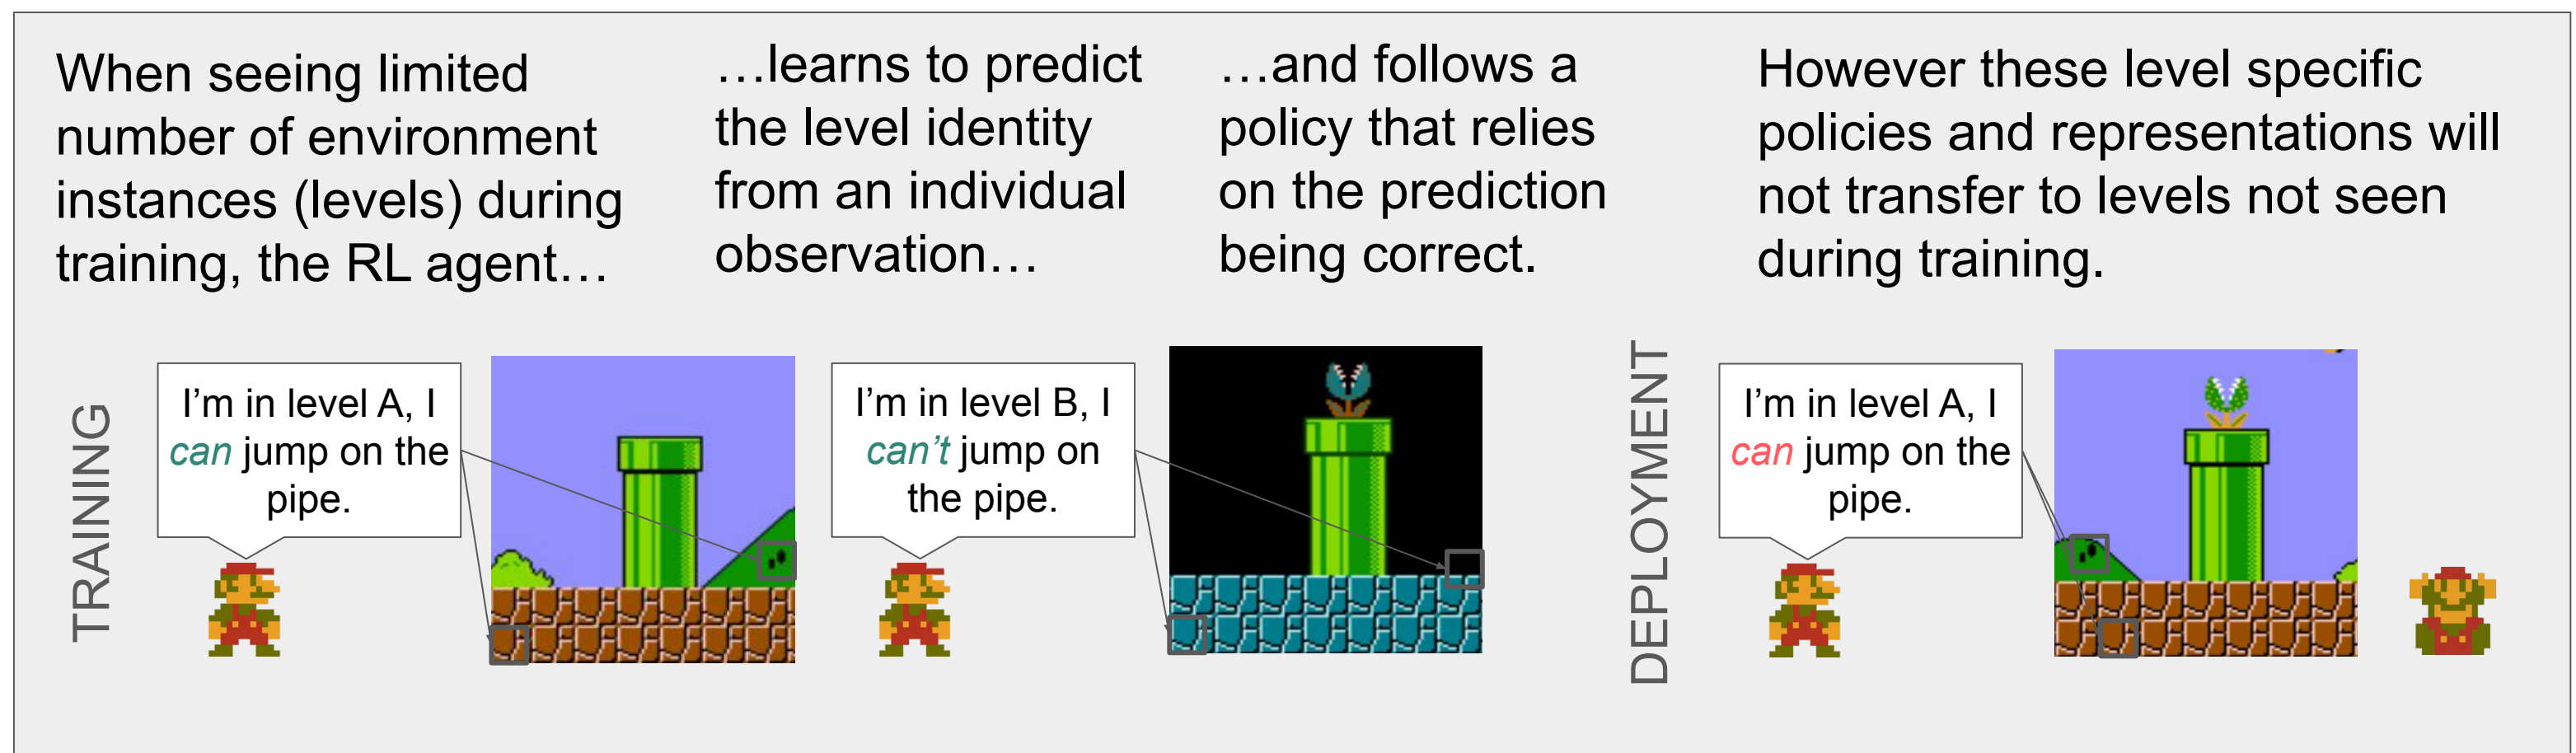 When seeing limited
number of environment
instances (levels) during
training, the RL agent…
…learns to predict
the level identity
from an individual
observation…
…and follows a
policy that relies
on the prediction
being correct.
However these level specific
policies and representations will
not transfer to levels not seen
during training.
TRAINING
I'm in level A, I
can jump on the
pipe.
I'm in level B, I
can't jump on
the pipe.
DEPLOYMENT
I'm in level A, I
can jump on the
pipe.